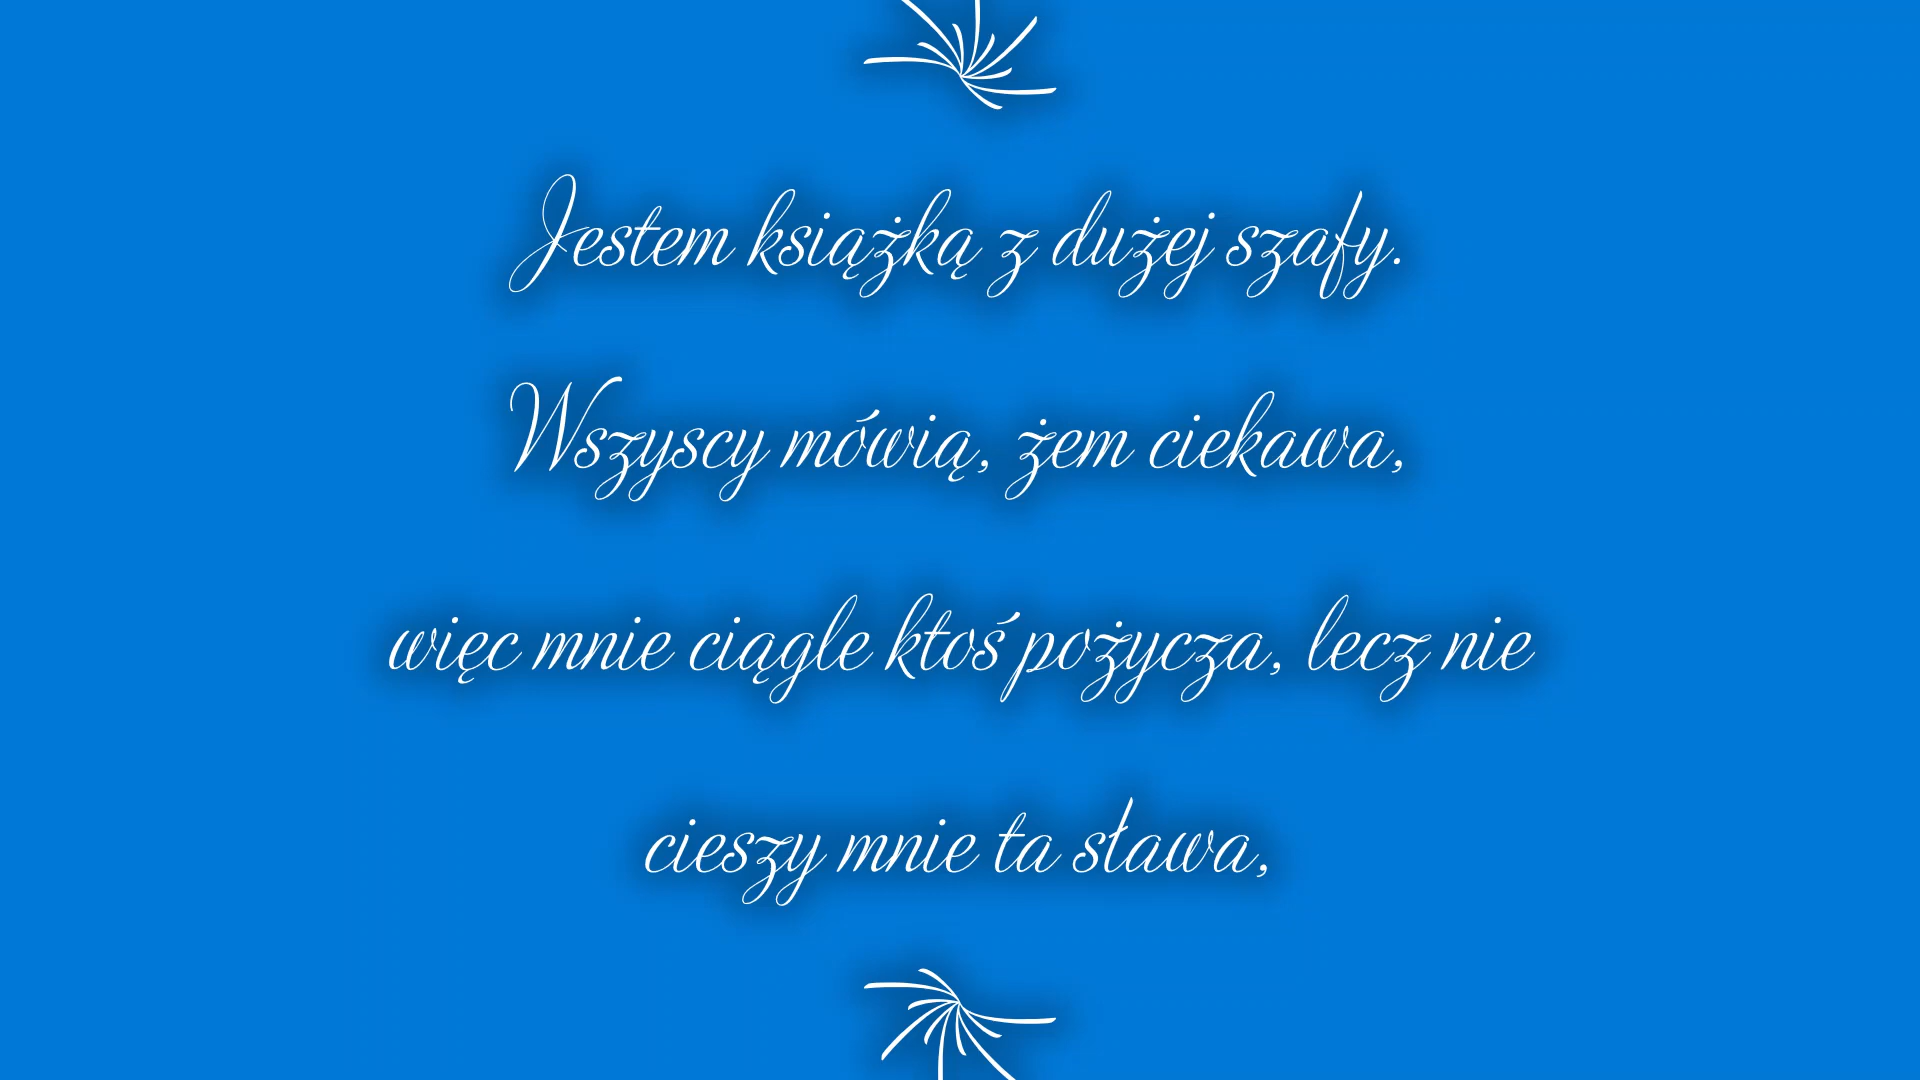 Jestem książką z dużej szafy.
Wszyscy mówią, żem ciekawa,
więc mnie ciągle ktoś pożycza, lecz nie
cieszy mnie ta sława,